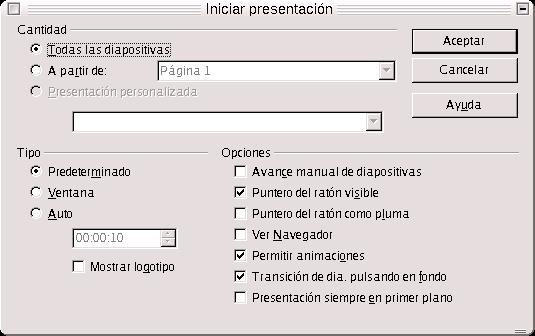 Iniciar presentación
Cantidad
Todas las diapositivas
A partir de: Página 1
Presentación personalizada
Aceptar
Cancelar
Ayuda
Tipo
Predeterminado
Ventana
Auto
00:00:10
Mostrar logotipo
Opciones
Avance manual de diapositivas
Puntero del ratón visible
Puntero del ratón como pluma
Ver Navegador
Permitir animaciones
Transición de dia. pulsando en fondo
Presentación siempre en primer plano